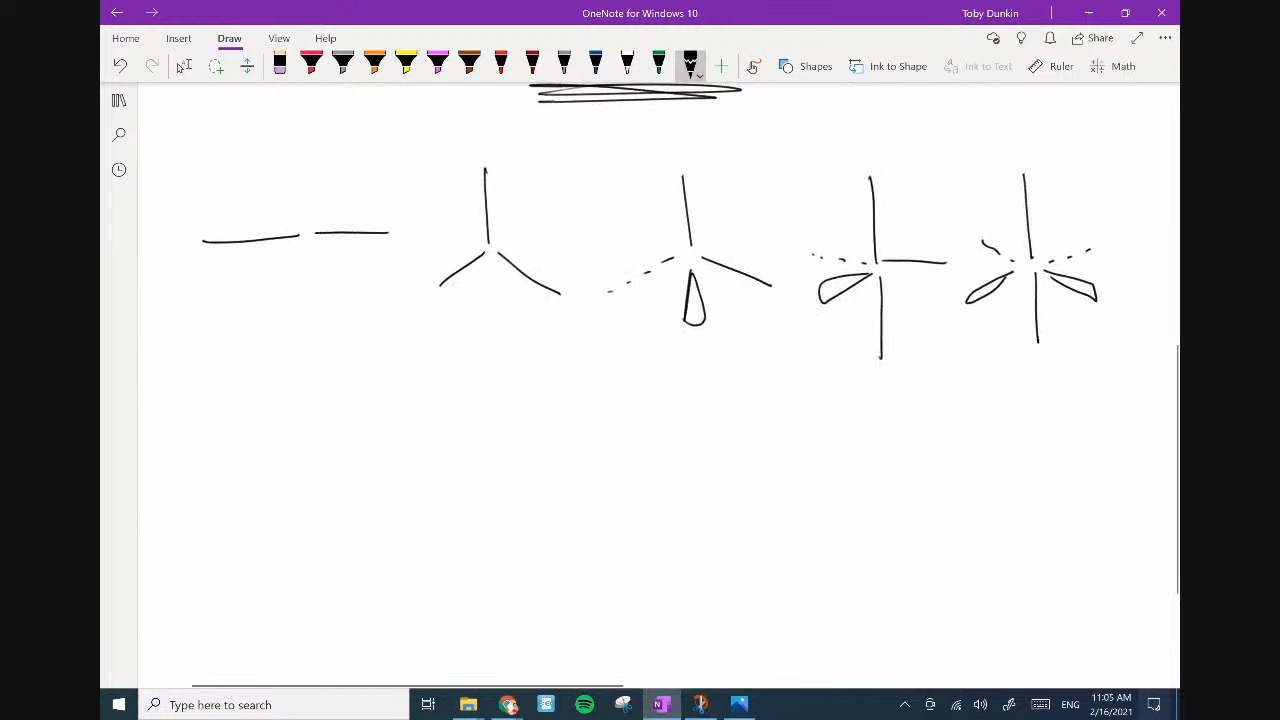 OneNote for Windows 10
Toby Dunkin
Home Insert Draw View Help
Share
Shapes Ink to Shape Ink to Text Ruler Math
Type here to search
ENG
11:05 AM
2/16/2021